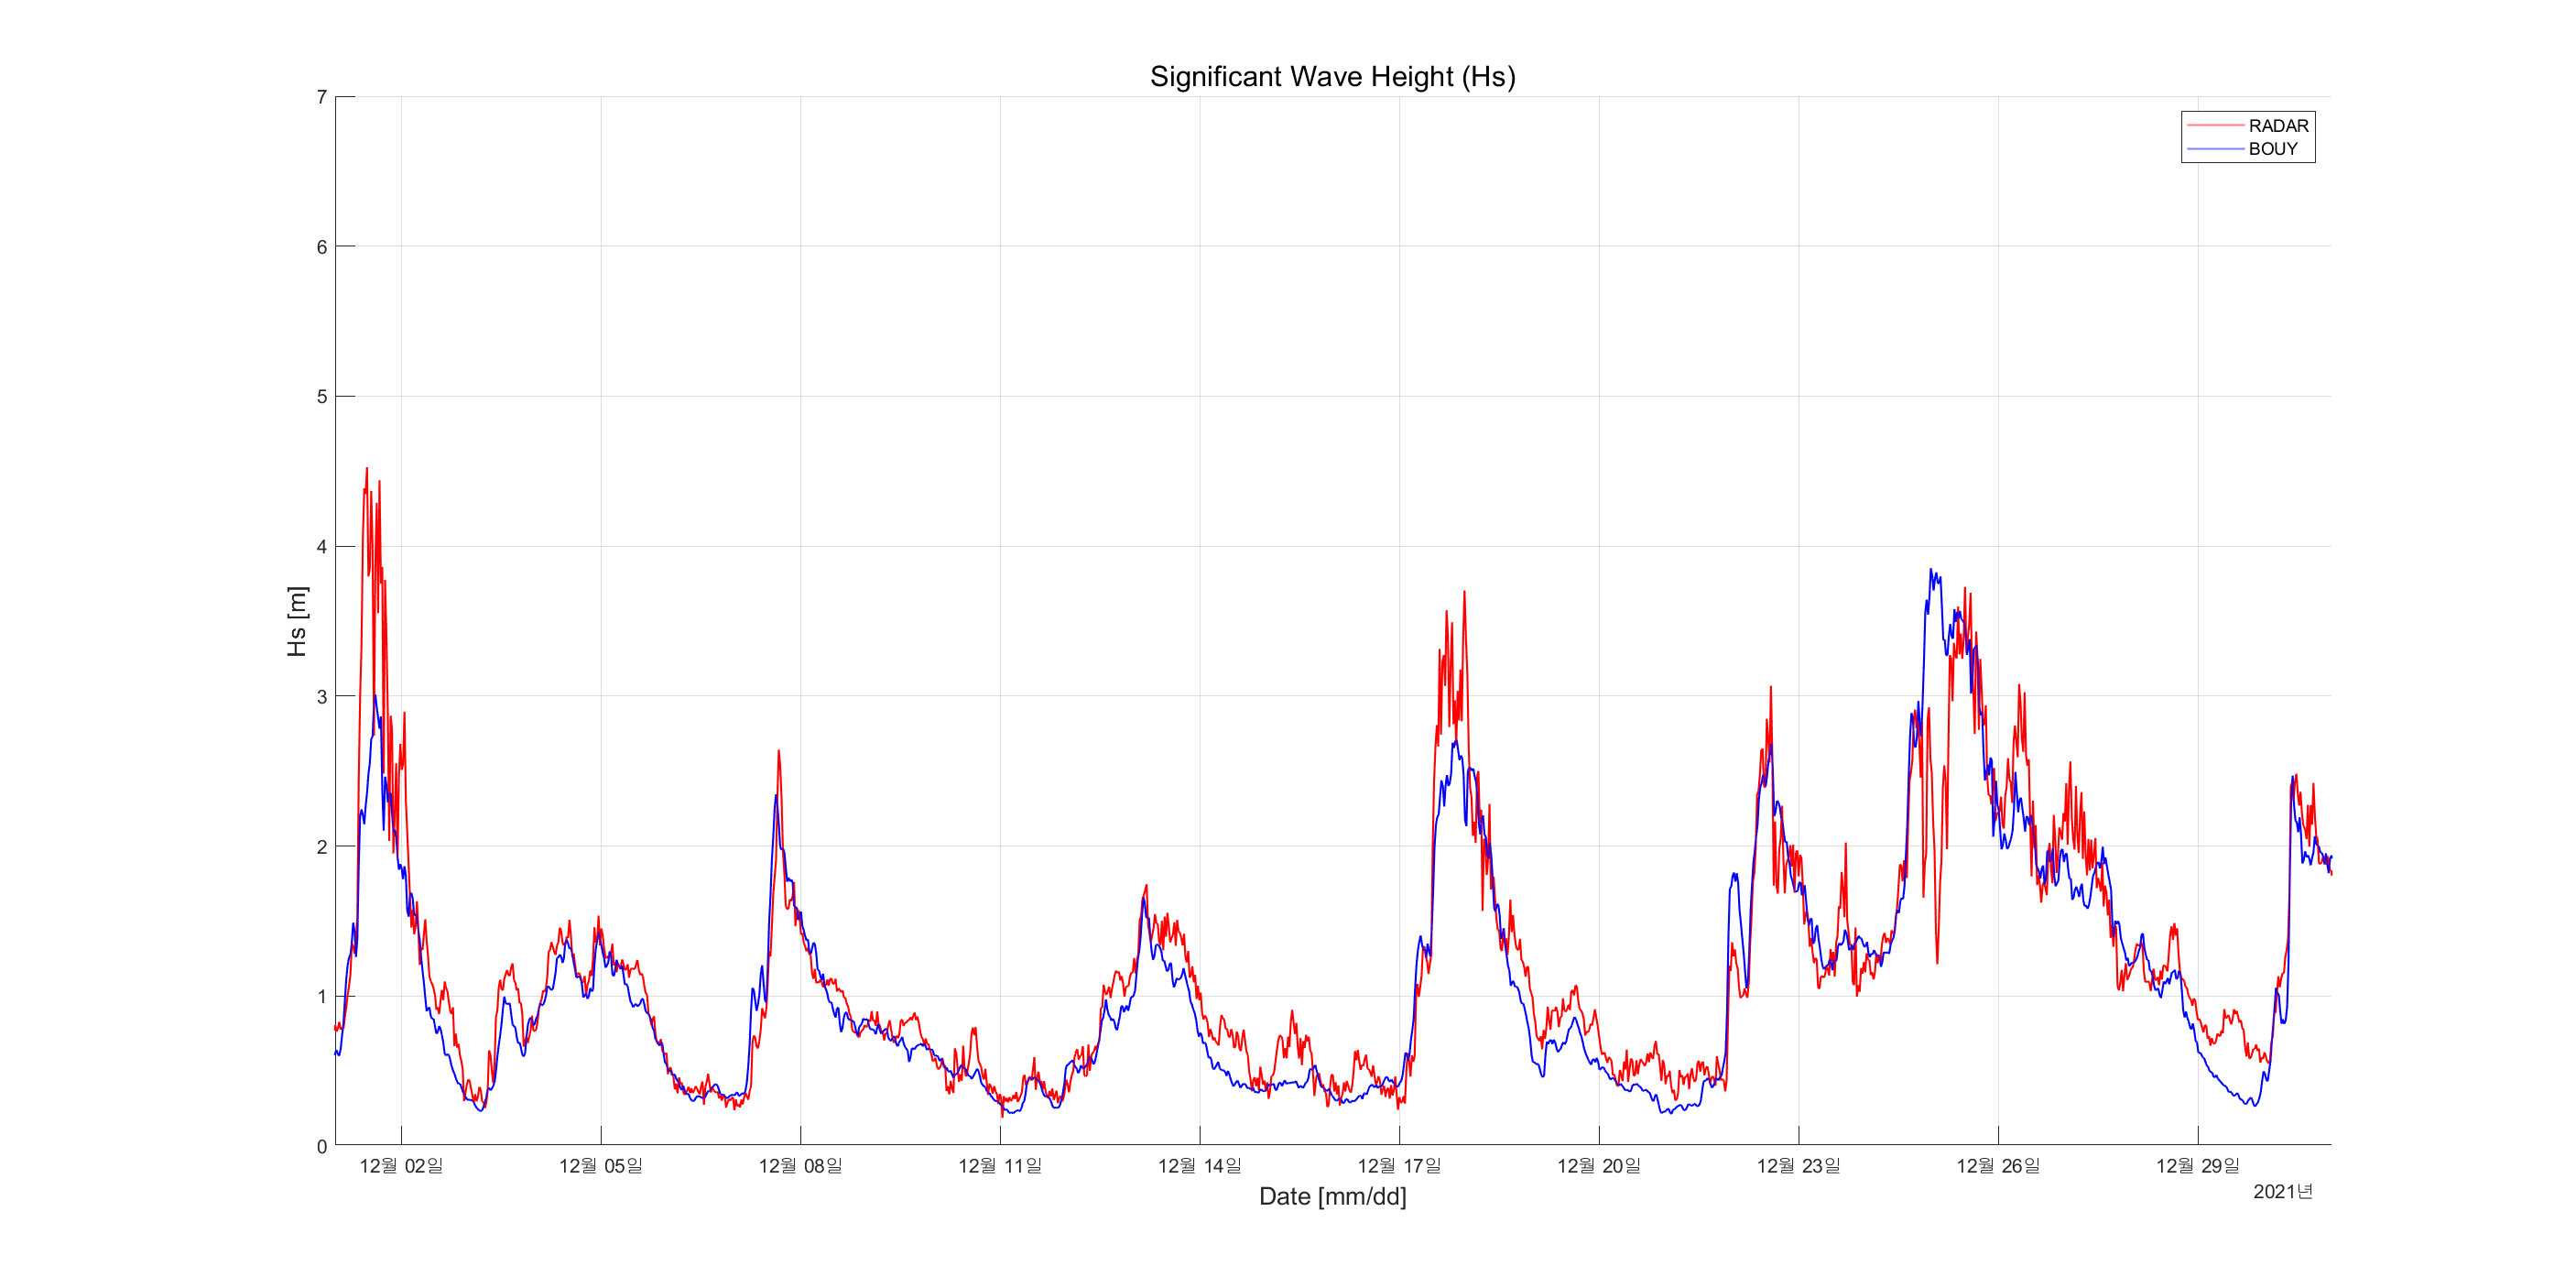 Significant Wave Height (Hs)
RADAR
BOUY
7
6
5
4
3
2
1
0
Hs [m]
12월 02일
12월 05일
12월 08일
12월 11일
12월 14일
12월 17일
12월 20일
12월 23일
12월 26일
12월 29일
2021년
Date [mm/dd]